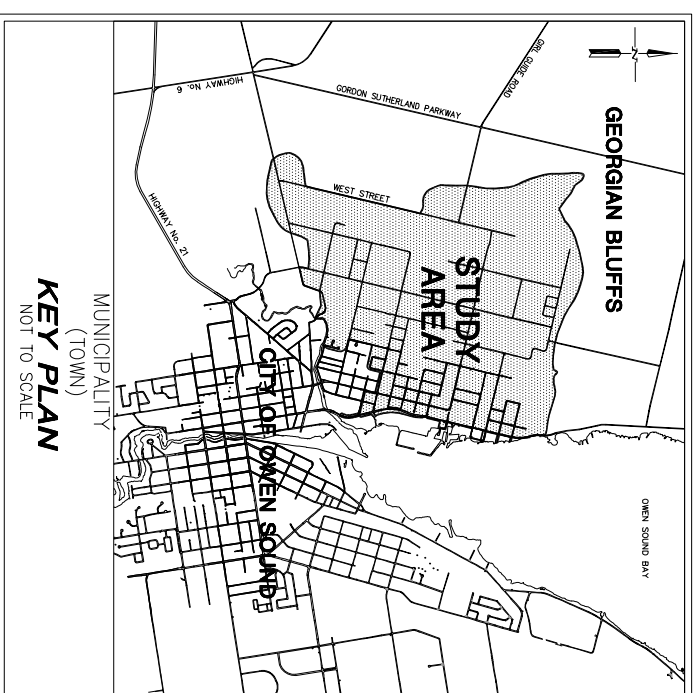 GEORGIAN BLUFFS
GIRL GUIDE ROAD
GORDON SUTHERLAND PARKWAY
HIGHWAY No. 6
WEST STREET
HIGHWAY No. 21
STUDY
AREA
CITY OF OWEN SOUND
OWEN SOUND BAY
N
MUNICIPALITY
(TOWN)
KEY PLAN
NOT TO SCALE